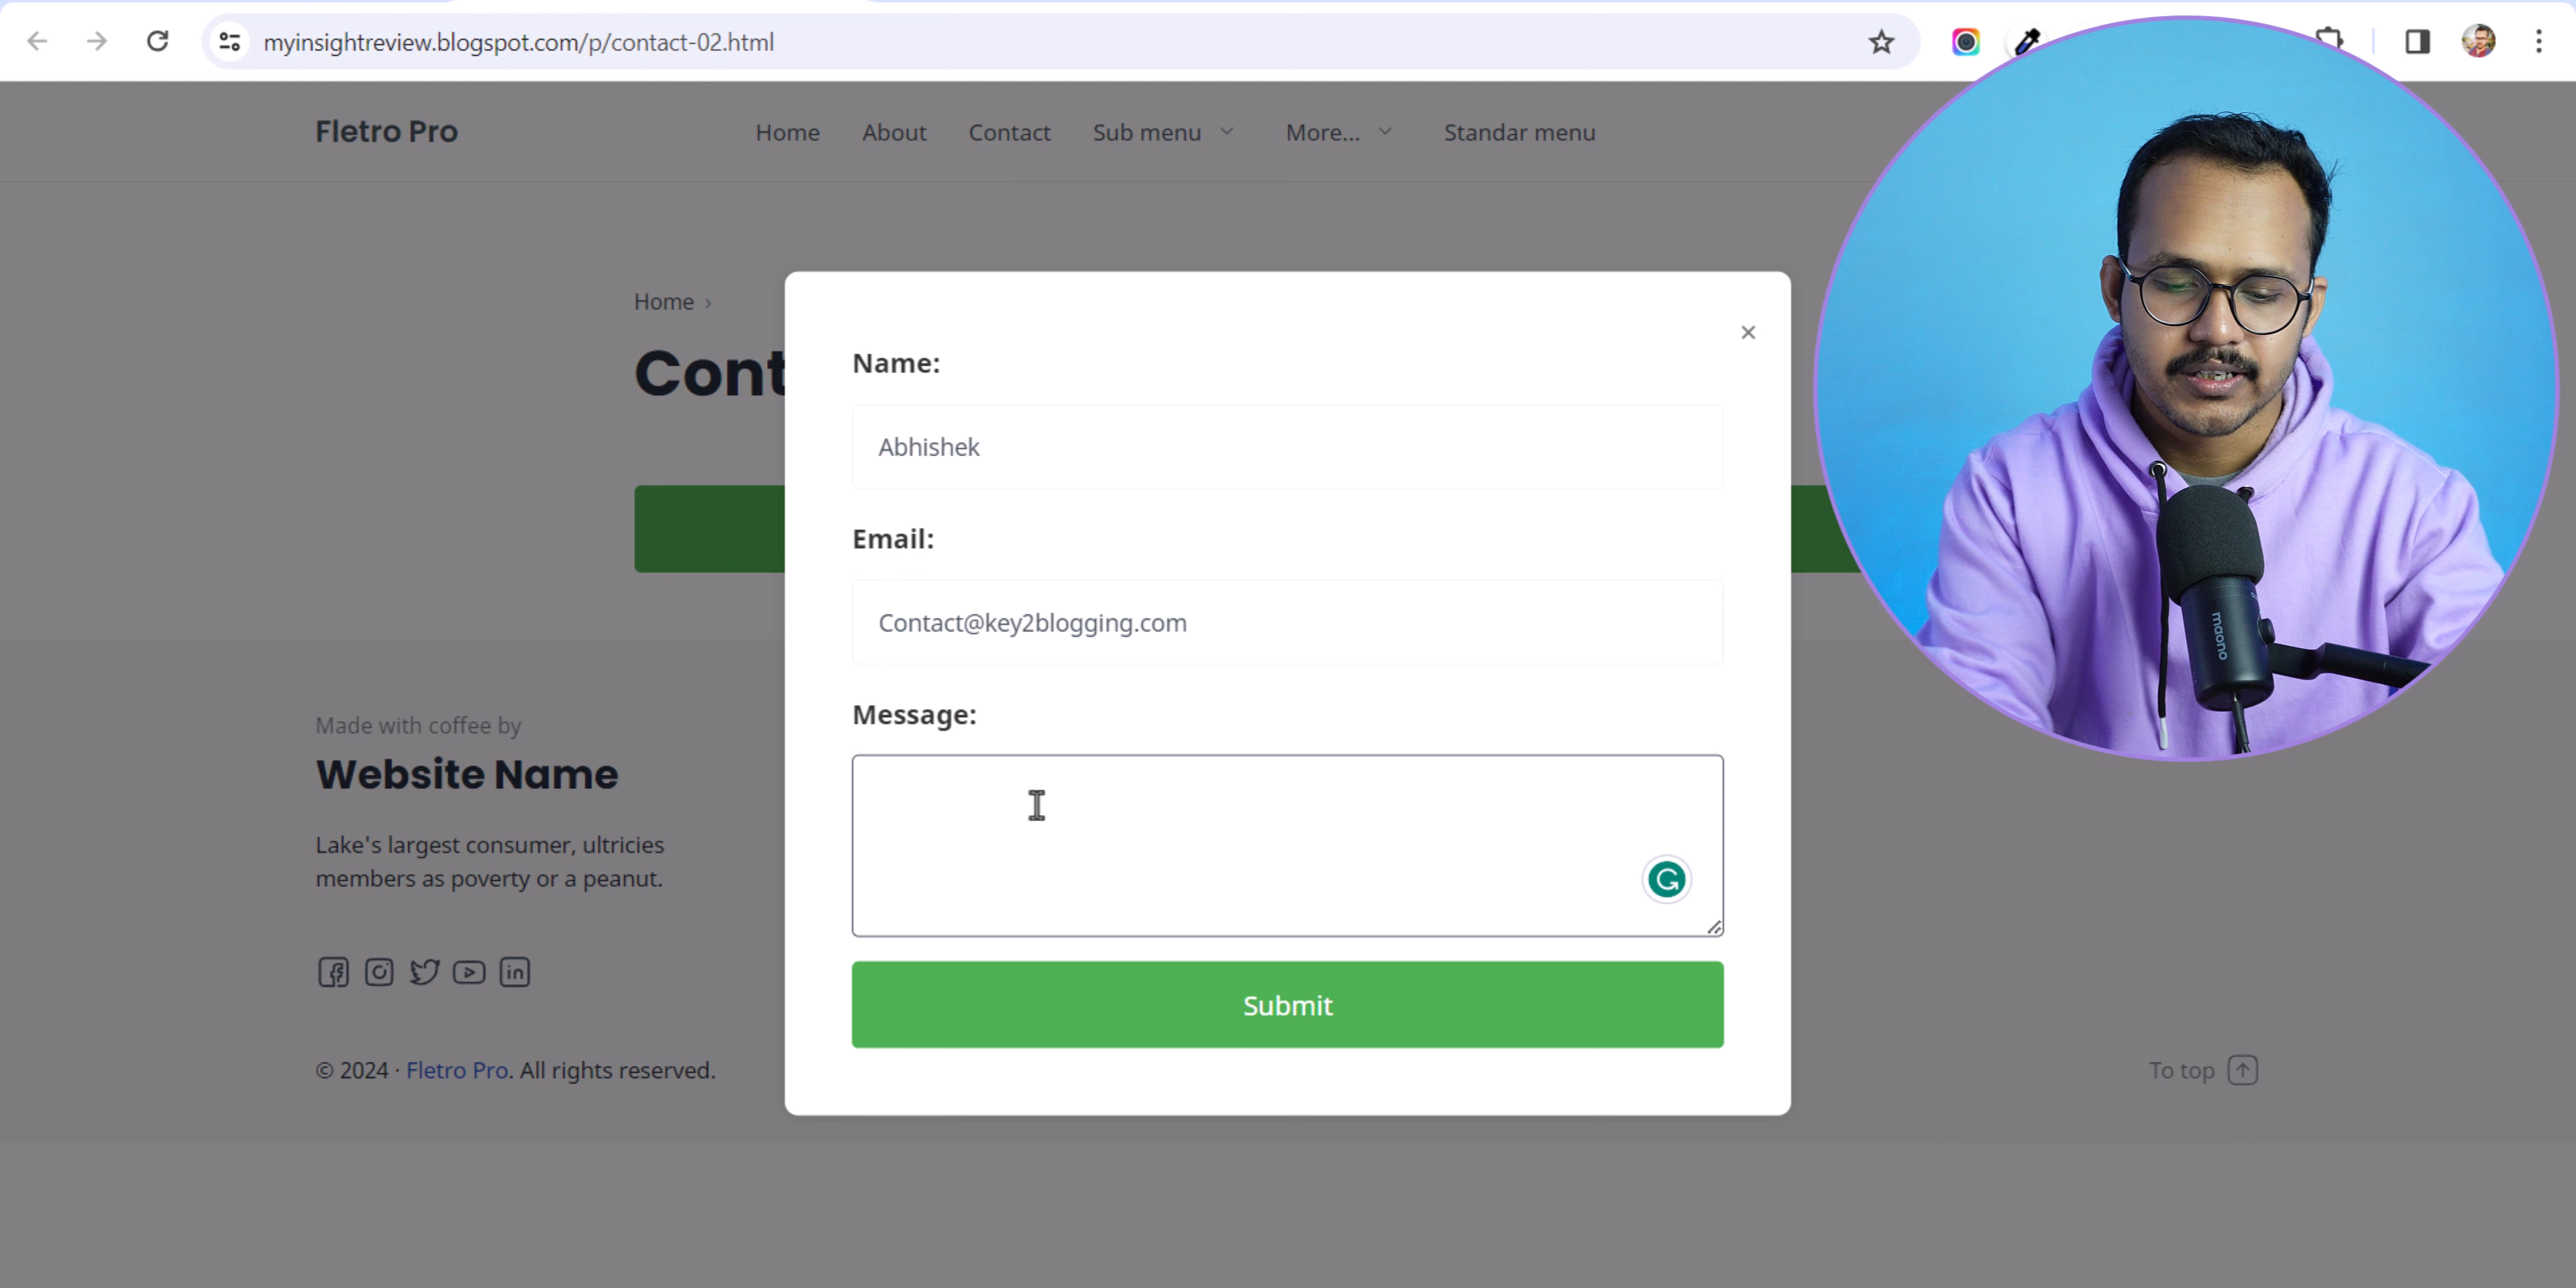 myinsightreview.blogspot.com/p/contact-02.html
Fletro Pro
Home
About
Contact
Sub menu
More...
Standar menu
Home ›
Name:
Abhishek
Email:
Contact@key2blogging.com
Message:
Submit
Made with coffee by
Website Name
Lake's largest consumer, ultricies
members as poverty or a peanut.
© 2024 · Fletro Pro. All rights reserved.
To top
maono